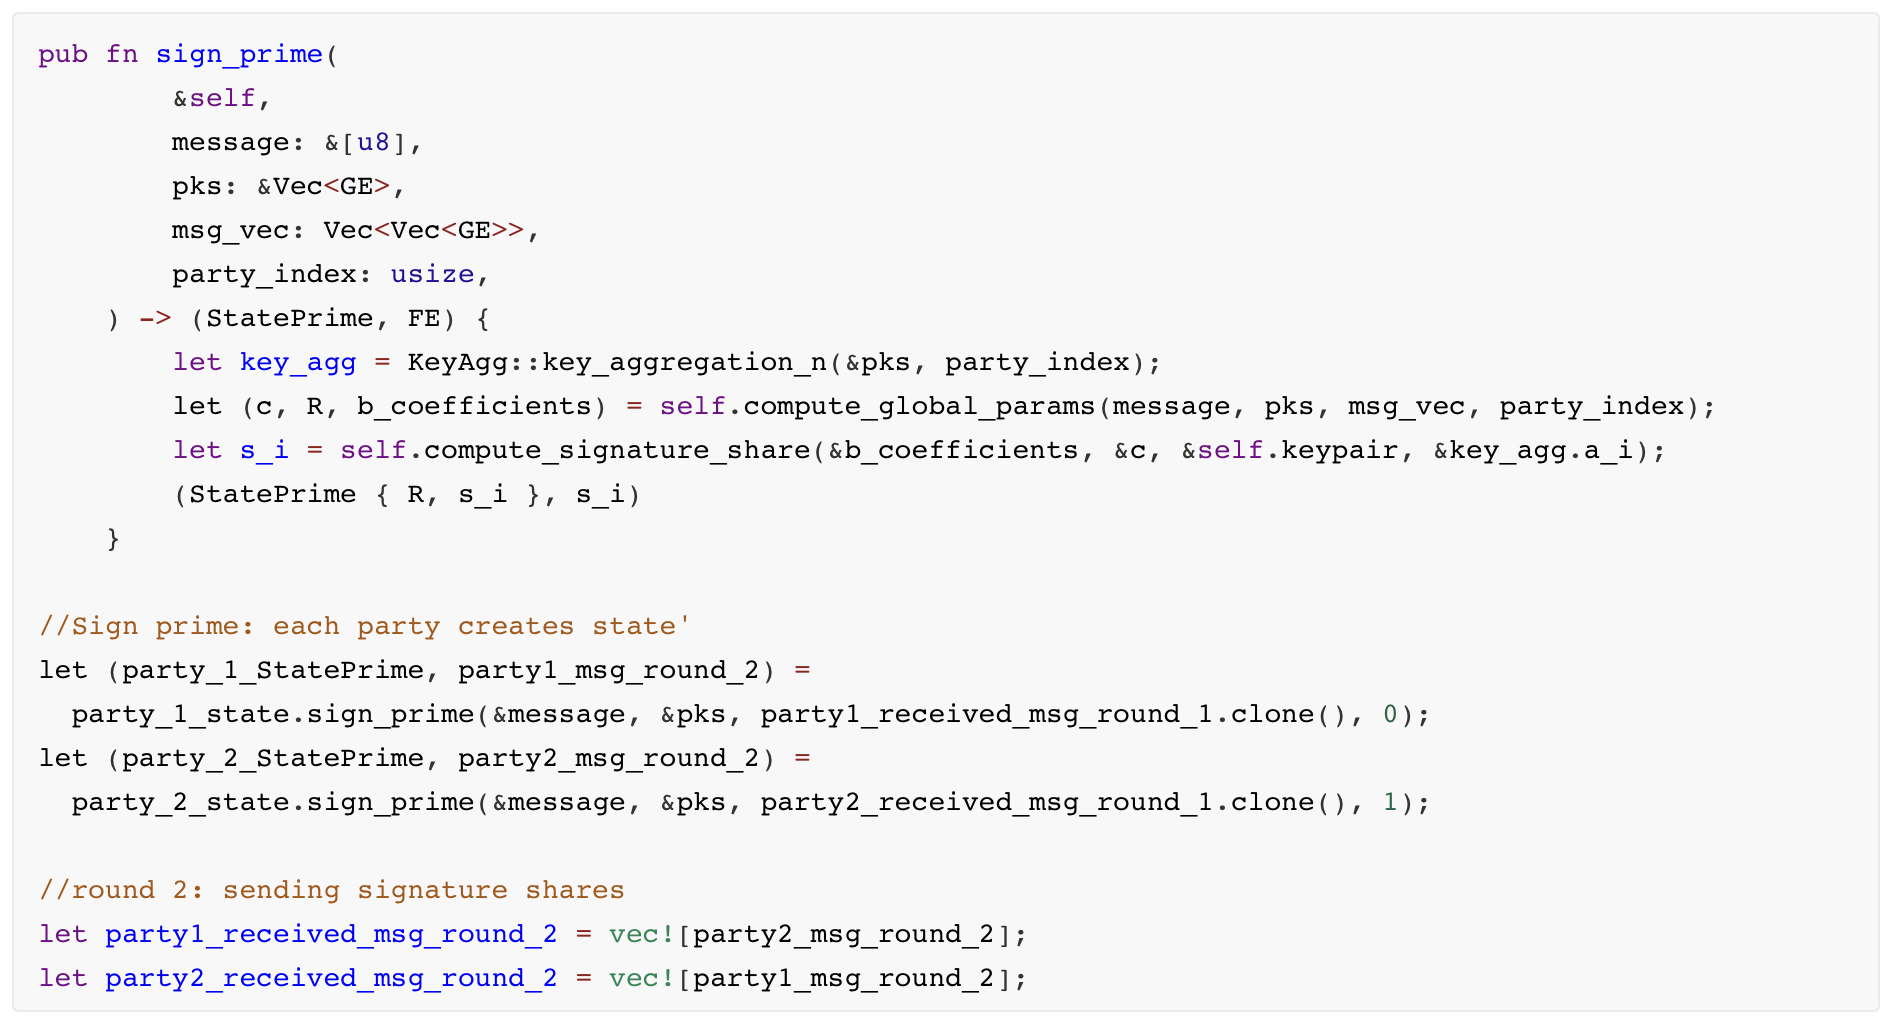 pub fn sign_prime(
        &self,
        message: &[u8],
        pks: &Vec<GE>,
        msg_vec: Vec<Vec<GE>>,
        party_index: usize,
    ) -> (StatePrime, FE) {
        let key_agg = KeyAgg::key_aggregation_n(&pks, party_index);
        let (c, R, b_coefficients) = self.compute_global_params(message, pks, msg_vec, party_index);
        let s_i = self.compute_signature_share(&b_coefficients, &c, &self.keypair, &key_agg.a_i);
        (StatePrime { R, s_i }, s_i)
    }

//Sign prime: each party creates state'
let (party_1_StatePrime, party1_msg_round_2) =
  party_1_state.sign_prime(&message, &pks, party1_received_msg_round_1.clone(), 0);
let (party_2_StatePrime, party2_msg_round_2) =
  party_2_state.sign_prime(&message, &pks, party2_received_msg_round_1.clone(), 1);

//round 2: sending signature shares
let party1_received_msg_round_2 = vec![party2_msg_round_2];
let party2_received_msg_round_2 = vec![party1_msg_round_2];